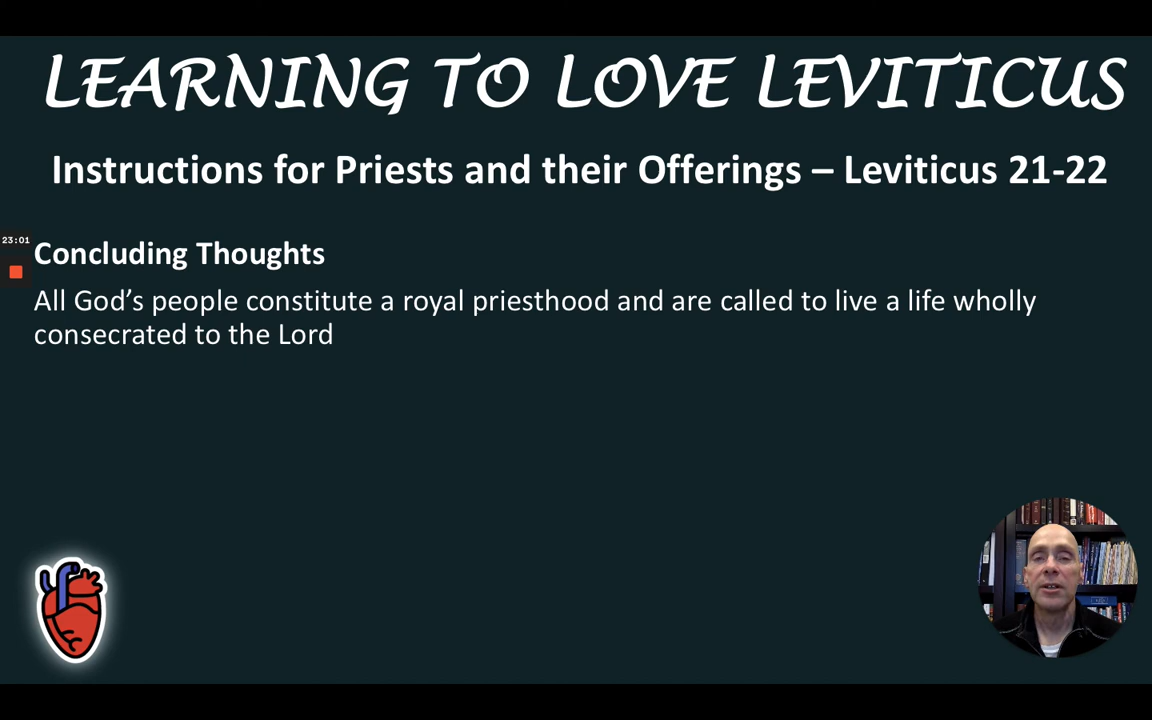 LEARNING TO LOVE LEVITICUS
Instructions for Priests and their Offerings – Leviticus 21-22
23:01
Concluding Thoughts
All God’s people constitute a royal priesthood and are called to live a life wholly
consecrated to the Lord